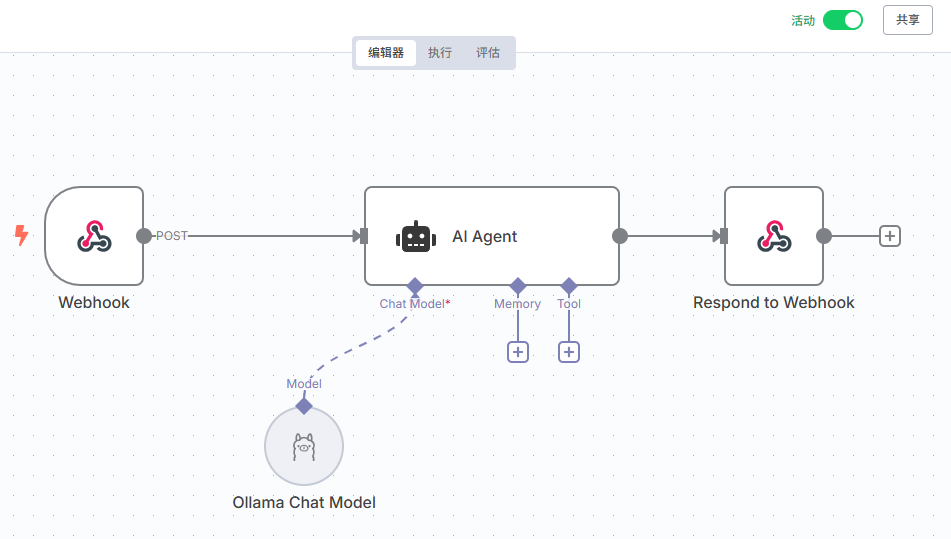 活动
共享
编辑器
执行
评估
POST
AI Agent
Webhook
Chat Model*
Memory
Tool
Respond to Webhook
Model
Ollama Chat Model